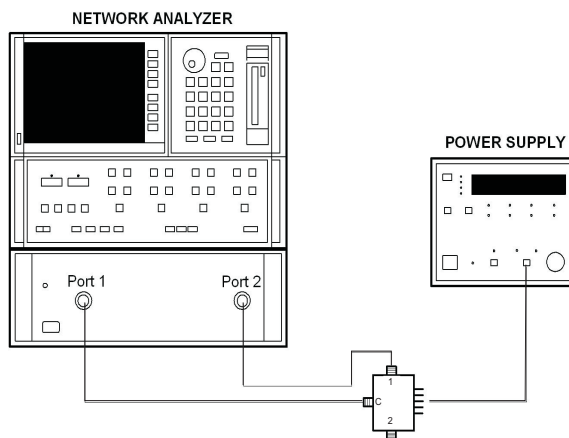 NETWORK ANALYZER
POWER SUPPLY
Port 1
Port 2
1
C
2